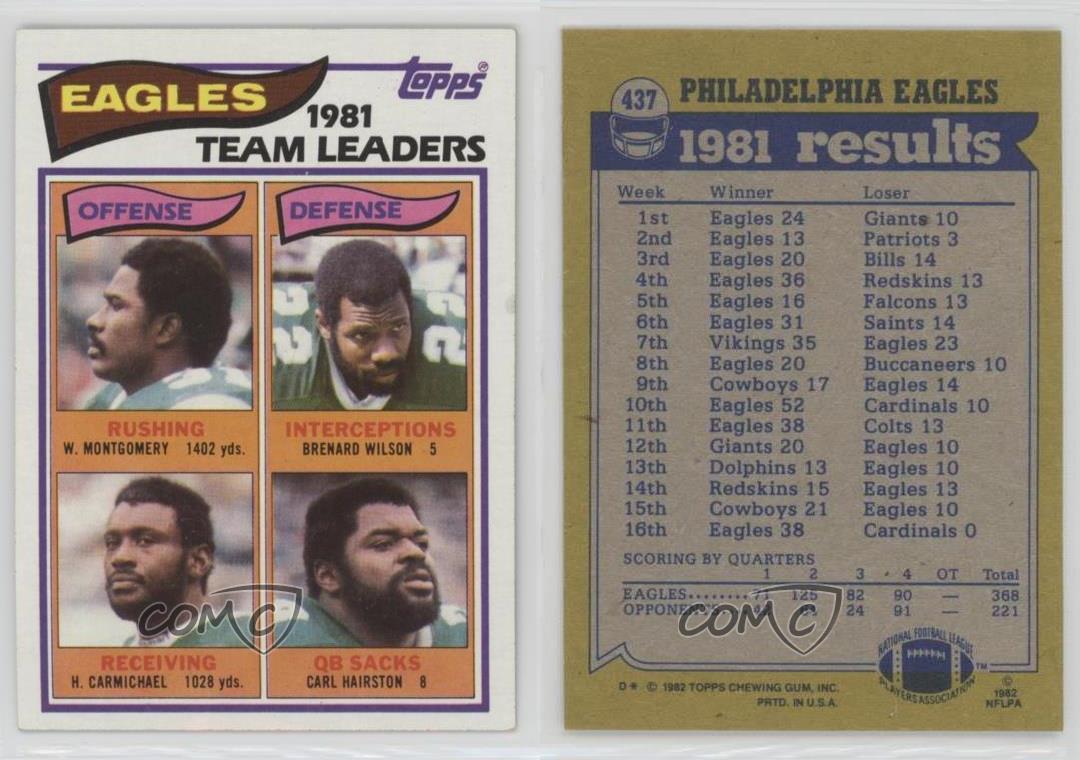 EAGLES
topps®
1981
TEAM LEADERS
OFFENSE
DEFENSE
22
22
RUSHING
W. MONTGOMERY 1402 yds.
INTERCEPTIONS
BRENARD WILSON 5
RECEIVING
H. CARMICHAEL 1028 yds.
QB SACKS
CARL HAIRSTON 8
COMC
437
PHILADELPHIA EAGLES
1981 results
Week Winner Loser
1st Eagles 24 Giants 10
2nd Eagles 13 Patriots 3
3rd Eagles 20 Bills 14
4th Eagles 36 Redskins 13
5th Eagles 16 Falcons 13
6th Eagles 31 Saints 14
7th Vikings 35 Eagles 23
8th Eagles 20 Buccaneers 10
9th Cowboys 17 Eagles 14
10th Eagles 52 Cardinals 10
11th Eagles 38 Colts 13
12th Giants 20 Eagles 10
13th Dolphins 13 Eagles 10
14th Redskins 15 Eagles 13
15th Cowboys 21 Eagles 10
16th Eagles 38 Cardinals 0
SCORING BY QUARTERS
1 2 3 4 OT Total
EAGLES........71 125 82 90 — 368
OPPONENTS 24 91 — 221
COMC
NATIONAL FOOTBALL LEAGUE
PLAYERS ASSOCIATION
™
D* © 1982 TOPPS CHEWING GUM, INC.
PRTD. IN U.S.A.
© 1982
NFLPA